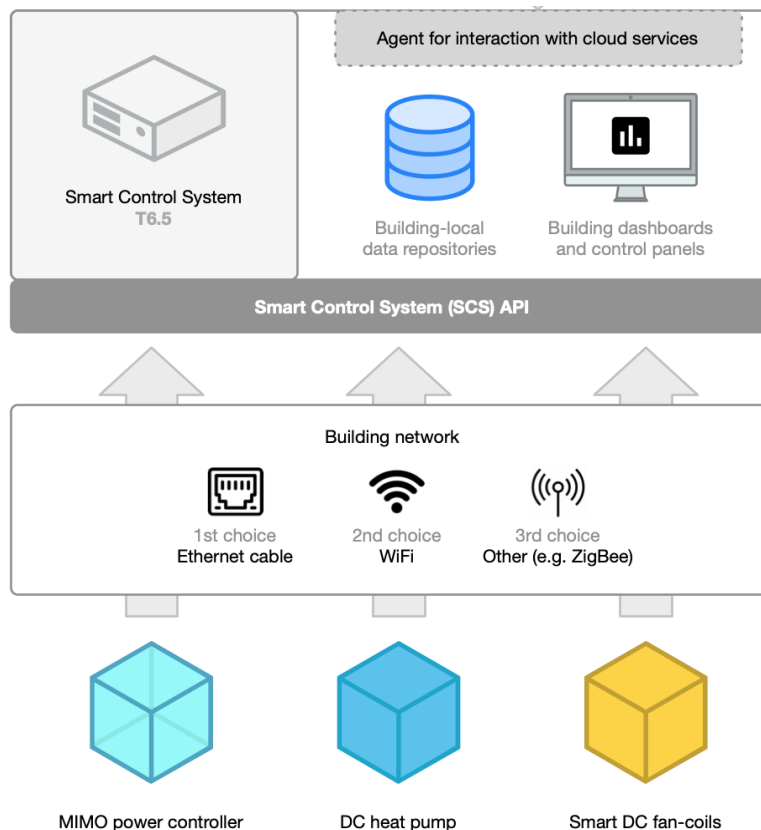 Agent for interaction with cloud services
Smart Control System
T6.5
Building-local
data repositories
Building dashboards
and control panels
Smart Control System (SCS) API
Building network
1st choice
Ethernet cable
2nd choice
WiFi
3rd choice
Other (e.g. ZigBee)
MIMO power controller
DC heat pump
Smart DC fan-coils